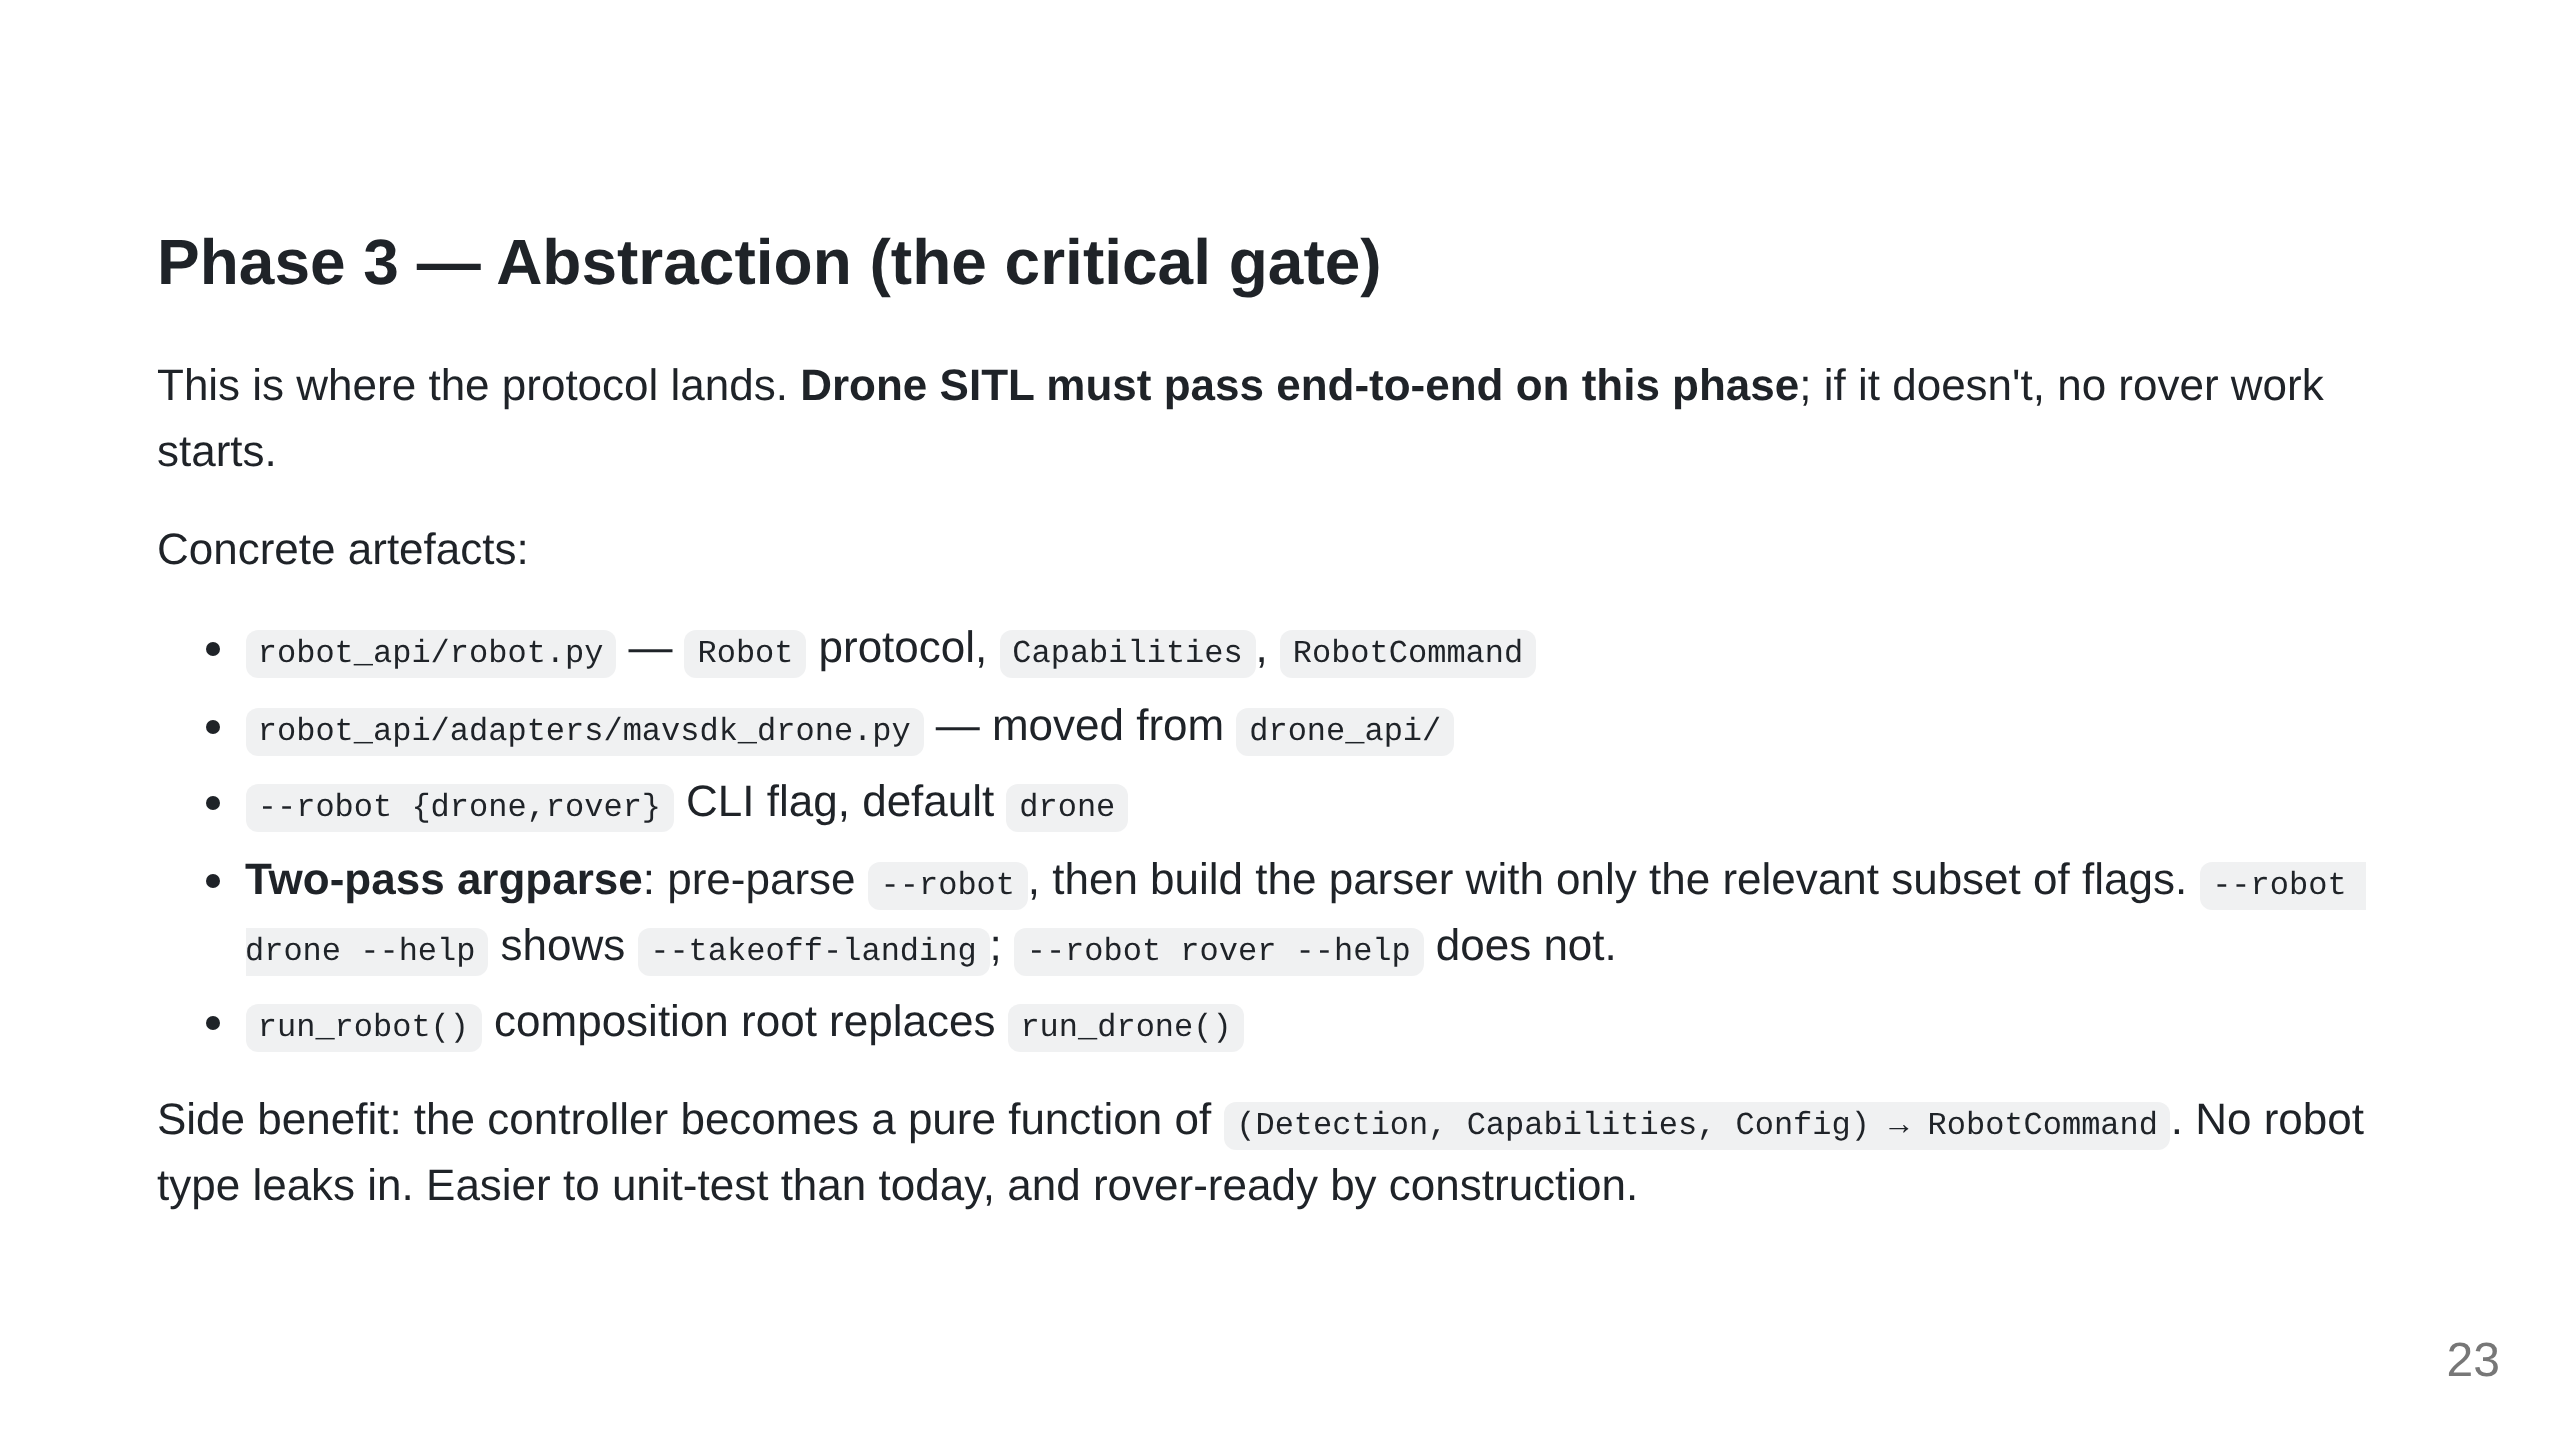 Phase 3 — Abstraction (the critical gate)
This is where the protocol lands. Drone SITL must pass end-to-end on this phase; if it doesn't, no rover work
starts.
Concrete artefacts:
• robot_api/robot.py — Robot protocol, Capabilities, RobotCommand
• robot_api/adapters/mavsdk_drone.py — moved from drone_api/
• --robot {drone,rover} CLI flag, default drone
• Two-pass argparse: pre-parse --robot, then build the parser with only the relevant subset of flags. --robot
drone --help shows --takeoff-landing; --robot rover --help does not.
• run_robot() composition root replaces run_drone()
Side benefit: the controller becomes a pure function of (Detection, Capabilities, Config) → RobotCommand. No robot
type leaks in. Easier to unit-test than today, and rover-ready by construction.
23